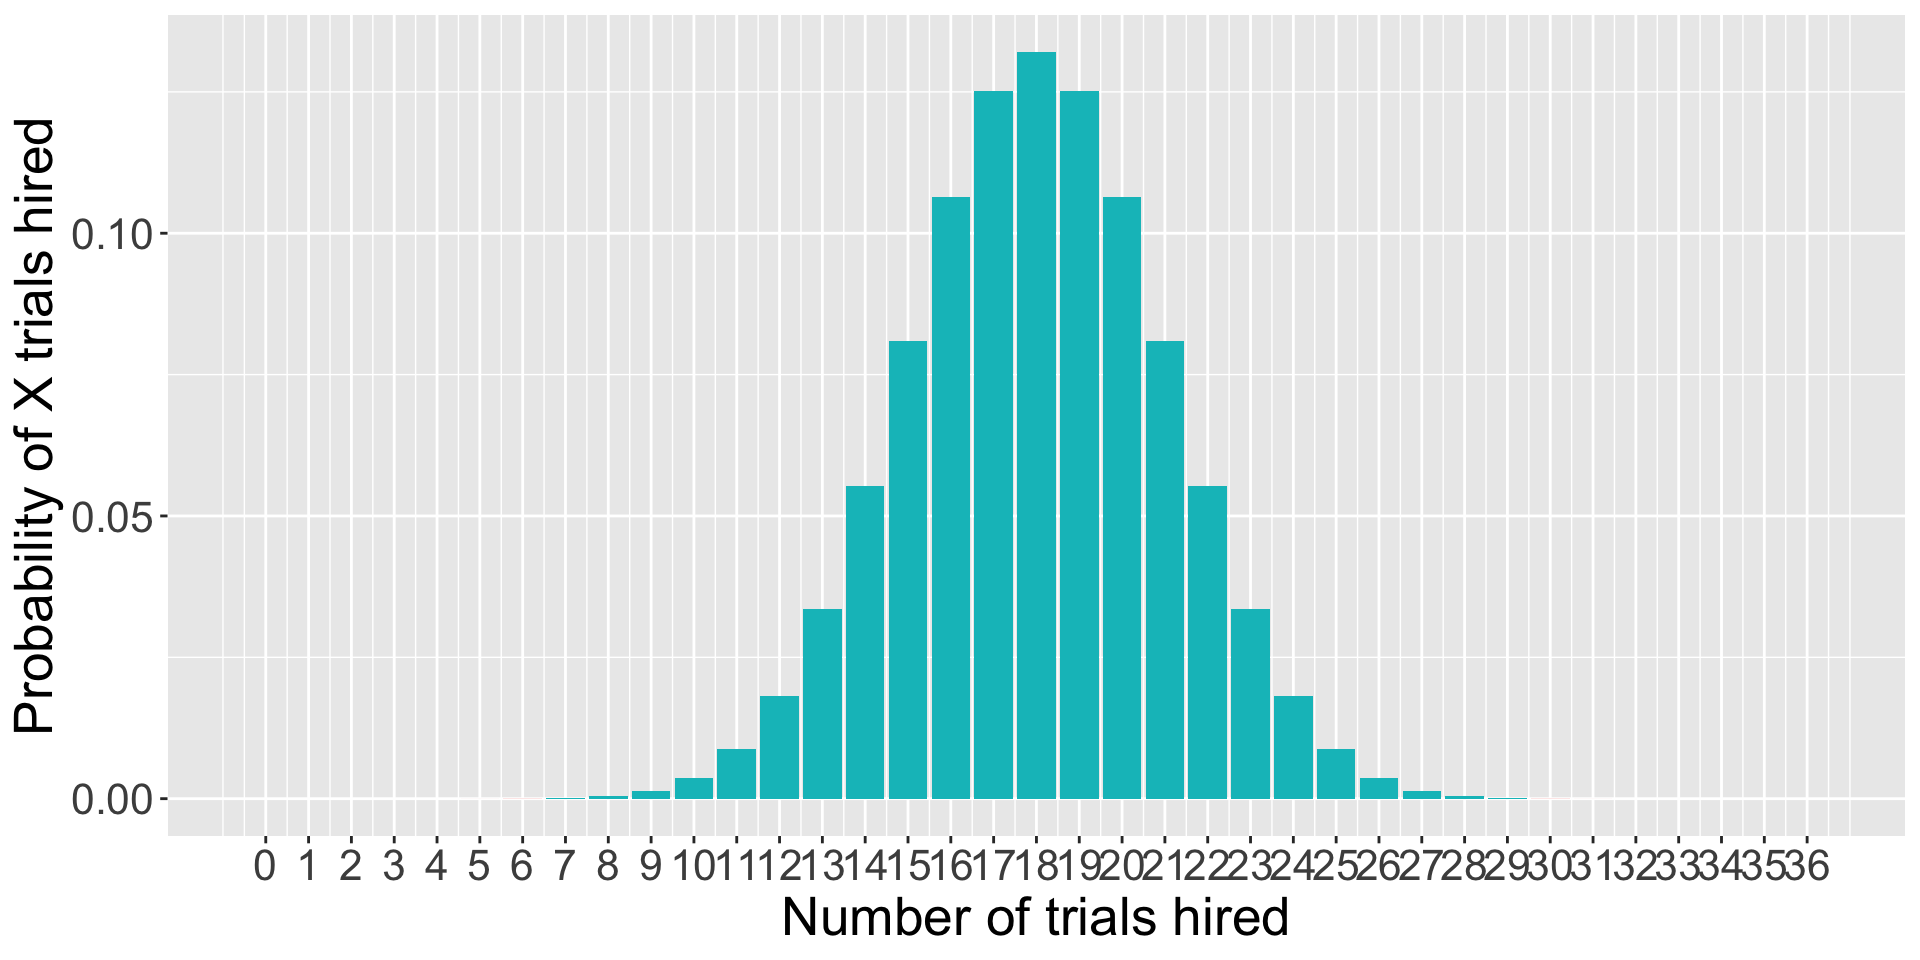 Probability of X trials hired
0.10
0.05
0.00
0 1 2 3 4 5 6 7 8 9 10 11 12 13 14 15 16 17 18 19 20 21 22 23 24 25 26 27 28 29 30 31 32 33 34 35 36
Number of trials hired